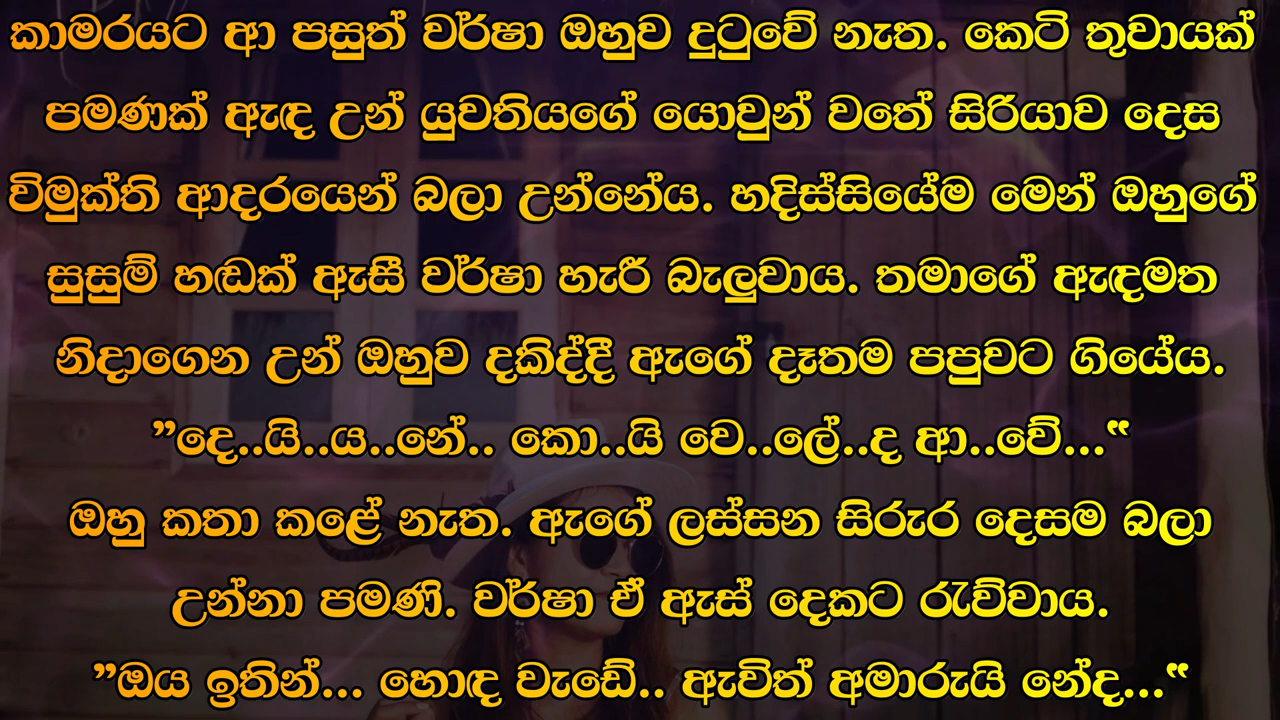 කාමරයට ආ පසුත් වර්ෂා ඔහුව දුටුවේ නැත. කෙටි තුවායක්
පමණක් ඇඳ උන් යුවතියගේ යොවුන් වතේ සිරියාව දෙස
විමුක්ති ආදරයෙන් බලා උන්නේය. හදිස්සියේම මෙන් ඔහුගේ
සුසුම් හඬක් ඇසී වර්ෂා හැරී බැලුවාය. තමාගේ ඇඳමත
නිදාගෙන උන් ඔහුව දකිද්දී ඇගේ දෑතම පපුවට ගියේය.
”දෙ..යි..ය..නේ.. කො..යි වෙ..ලේ..ද ආ..වේ...“
ඔහු කතා කළේ නැත. ඇගේ ලස්සන සිරුර දෙසම බලා
උන්නා පමණි. වර්ෂා ඒ ඇස් දෙකට රැව්වාය.
”ඔය ඉතින්... හොඳ වැඩේ.. ඇවිත් අමාරුයි නේද...“